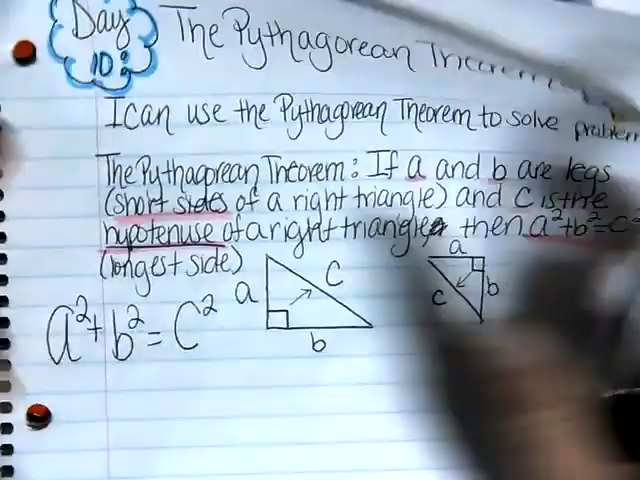 Day 10:
The Pythagorean Theorem
I can use the Pythagorean Theorem to solve problem
The Pythagorean Theorem: If a and b are legs
(short sides of a right triangle) and c is the
hypotenuse of a right triangle, then a²+b²=c²
(longest side)
a
c
b
a
b
c
a² + b² = c²